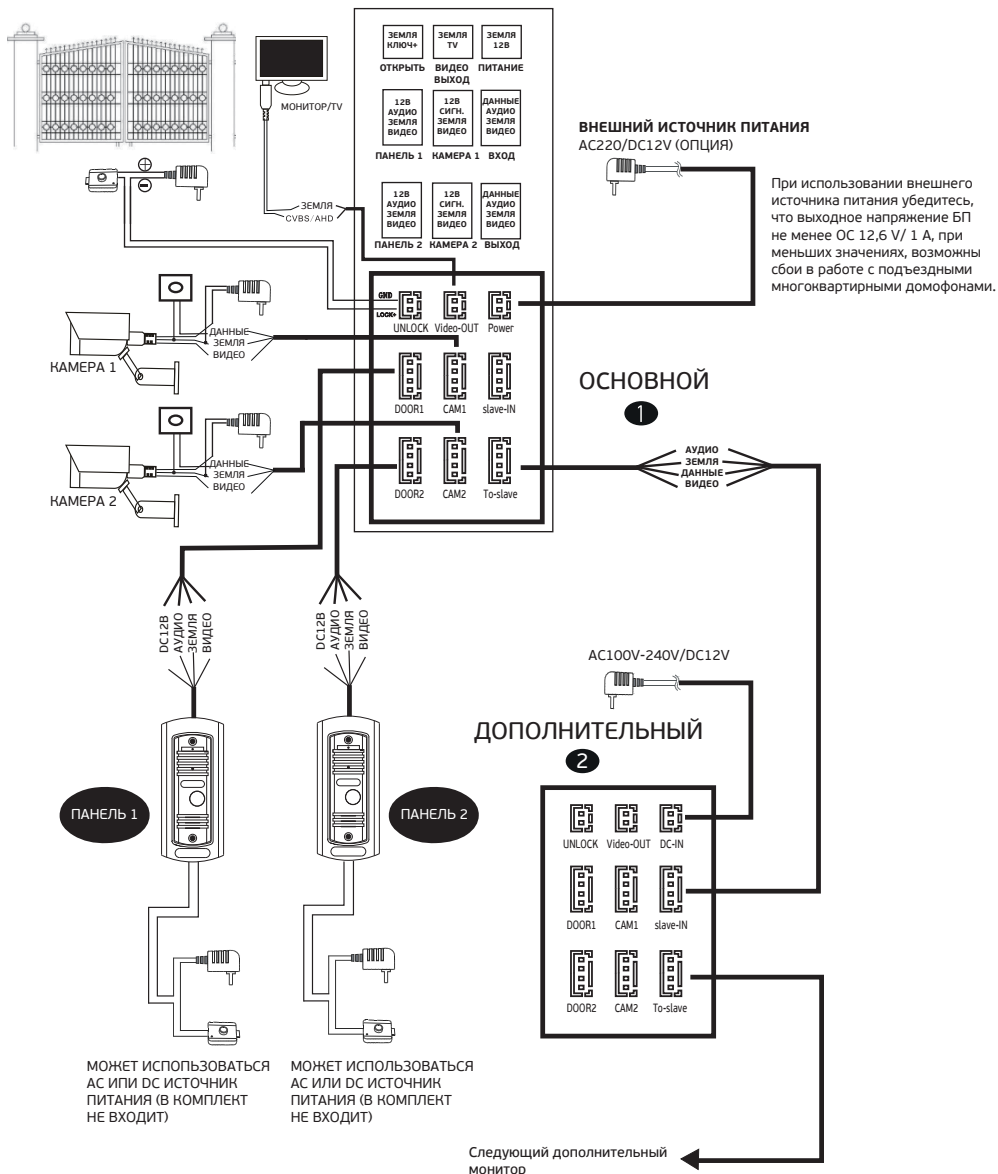 ЗЕМЛЯ
КЛЮЧ+
ОТКРЫТЬ
ЗЕМЛЯ
TV
ВИДЕО
ВЫХОД
ЗЕМЛЯ
12В
ПИТАНИЕ
12В
АУДИО
ЗЕМЛЯ
ВИДЕО
ПАНЕЛЬ 1
12В
СИГН.
ЗЕМЛЯ
ВИДЕО
КАМЕРА 1
ДАННЫЕ
АУДИО
ЗЕМЛЯ
ВИДЕО
ВХОД
12В
АУДИО
ЗЕМЛЯ
ВИДЕО
ПАНЕЛЬ 2
12В
СИГН.
ЗЕМЛЯ
ВИДЕО
КАМЕРА 2
ДАННЫЕ
АУДИО
ЗЕМЛЯ
ВИДЕО
ВЫХОД
МОНИТОР/TV
ЗЕМЛЯ
CVBS/AHD
ВНЕШНИЙ ИСТОЧНИК ПИТАНИЯ
AC220/DC12V (ОПЦИЯ)
При использовании внешнего
источника питания убедитесь,
что выходное напряжение БП
не менее ОС 12,6 V/ 1 А, при
меньших значениях, возможны
сбои в работе с подъездными
многоквартирными домофонами.
GND
LOCK+
UNLOCK Video-OUT Power
DOOR1 CAM1 slave-IN
DOOR2 CAM2 To-slave
ДАННЫЕ
ЗЕМЛЯ
ВИДЕО
КАМЕРА 1
ДАННЫЕ
ЗЕМЛЯ
ВИДЕО
КАМЕРА 2
ОСНОВНОЙ
1
АУДИО
ЗЕМЛЯ
ДАННЫЕ
ВИДЕО
DC12В
АУДИО
ЗЕМЛЯ
ВИДЕО
DC12В
АУДИО
ЗЕМЛЯ
ВИДЕО
ПАНЕЛЬ 1
ПАНЕЛЬ 2
AC100V-240V/DC12V
ДОПОЛНИТЕЛЬНЫЙ
2
UNLOCK Video-OUT DC-IN
DOOR1 CAM1 slave-IN
DOOR2 CAM2 To-slave
МОЖЕТ ИСПОПЬЗОВАТЬСЯ
АС ИПИ DC ИСТОЧНИК
ПИТАНИЯ (В КОМПЛЕКТ
НЕ ВХОДИТ)
МОЖЕТ ИСПОЛЬЗОВАТЬСЯ
АС ИЛИ DC ИСТОЧНИК
ПИТАНИЯ (В КОМПЛЕКТ
НЕ ВХОДИТ)
Следующий дополнительный
монитор